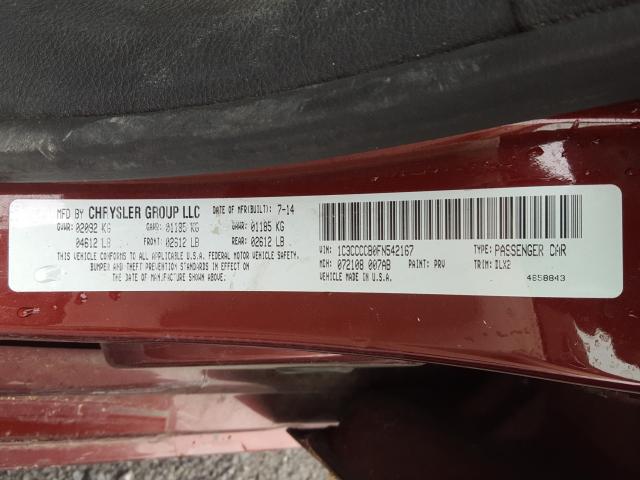 MFD BY CHRYSLER GROUP LLC DATE OF MFR(BUILT): 7-14
GVWR: 02092 KG GAWR: 01185 KG GAWR: 01185 KG
04612 LB FRONT: 02612 LB REAR: 02612 LB
THIS VEHICLE CONFORMS TO ALL APPLICABLE U.S.A. FEDERAL MOTOR VEHICLE SAFETY,
BUMPER AND THEFT PREVENTION STANDARDS IN EFFECT ON
THE DATE OF MANUFACTURE SHOWN ABOVE.
VIN: 1C3CCCCB0FN542167 TYPE: PASSENGER CAR
MDH: 072108 007AB PAINT: PRV TRIM: DLX2
VEHICLE MADE IN U.S.A. 4658843